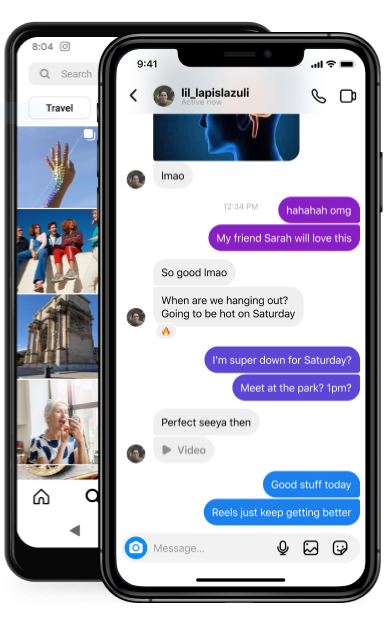 8:04
Search
Travel
9:41
lil_lapislazuli
Active now
lmao
12:34 PM
hahahah omg
My friend Sarah will love this
So good lmao
When are we hanging out?
Going to be hot on Saturday
I'm super down for Saturday?
Meet at the park? 1pm?
Perfect seeya then
Video
Good stuff today
Reels just keep getting better
Message...